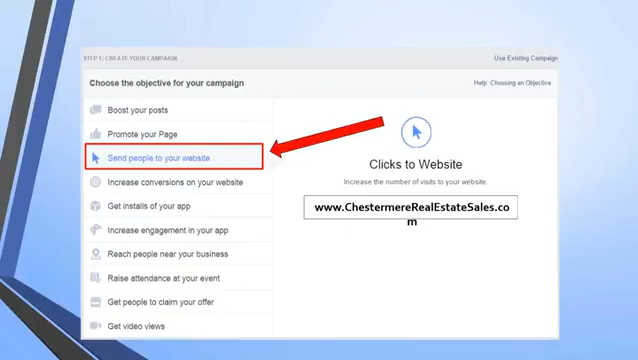 STEP 1: CREATE YOUR CAMPAIGN
Use Existing Campaign
Choose the objective for your campaign
Help: Choosing an Objective
Boost your posts
Promote your Page
Send people to your website
Increase conversions on your website
Get installs of your app
Increase engagement in your app
Reach people near your business
Raise attendance at your event
Get people to claim your offer
Get video views
Clicks to Website
Increase the number of visits to your website.
www.ChestermereRealEstateSales.co
m